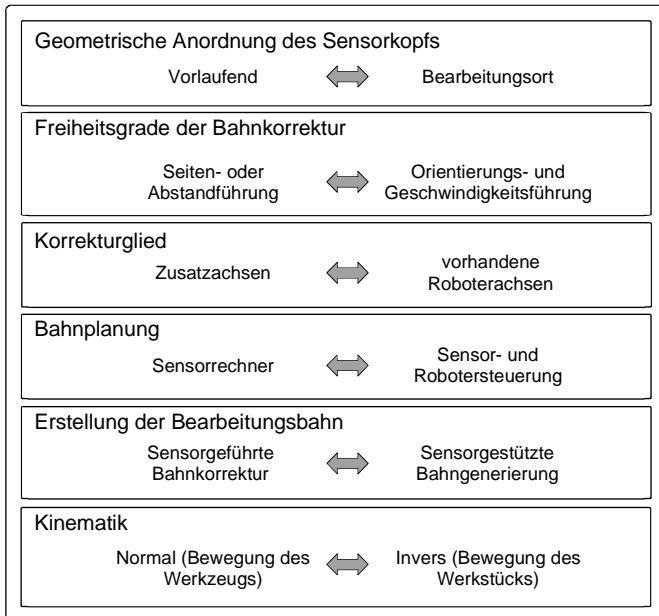 Geometrische Anordnung des Sensorkopfs
Vorlaufend
Bearbeitungsort
Freiheitsgrade der Bahnkorrektur
Seiten- oder
Abstandführung
Orientierungs- und
Geschwindigkeitsführung
Korrekturglied
Zusatzachsen
vorhandene
Roboterachsen
Bahnplanung
Sensorrechner
Sensor- und
Robotersteuerung
Erstellung der Bearbeitungsbahn
Sensorgeführte
Bahnkorrektur
Sensorgestützte
Bahngenerierung
Kinematik
Normal (Bewegung des
Werkzeugs)
Invers (Bewegung des
Werkstücks)